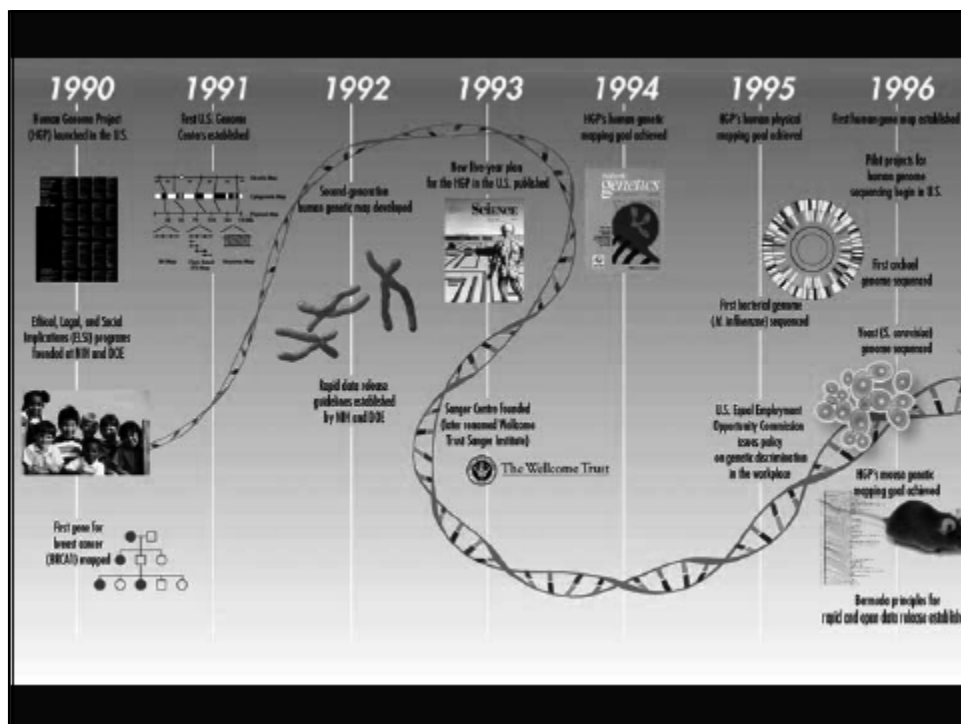 1990
Human Genome Project
(HGP) launched in the U.S.
Ethical, Legal, and Social
Implications (ELSI) programs
founded at NIH and DOE
First gene for
breast cancer
(BRCA1) mapped
1991
First U.S. Genome
Centers established
1992
Second-generation
human genetic map developed
Rapid data release
guidelines established
by NIH and DOE
1993
New five-year plan
for the HGP in the U.S. published
Science
Sanger Centre founded
(later renamed Wellcome
Trust Sanger Institute)
The Wellcome Trust
1994
HGP's human genetic
mapping goal achieved
genetics
1995
HGP's human physical
mapping goal achieved
First bacterial genome
(H. influenzae) sequenced
U.S. Equal Employment
Opportunity Commission
issues policy
on genetic discrimination
in the workplace
1996
First human gene map established
Pilot projects for
human genome
sequencing begin in U.S.
First archaeal
genome sequenced
Yeast (S. cerevisiae)
genome sequenced
HGP's mouse genetic
mapping goal achieved
Bermuda principles for
rapid and open data release establish